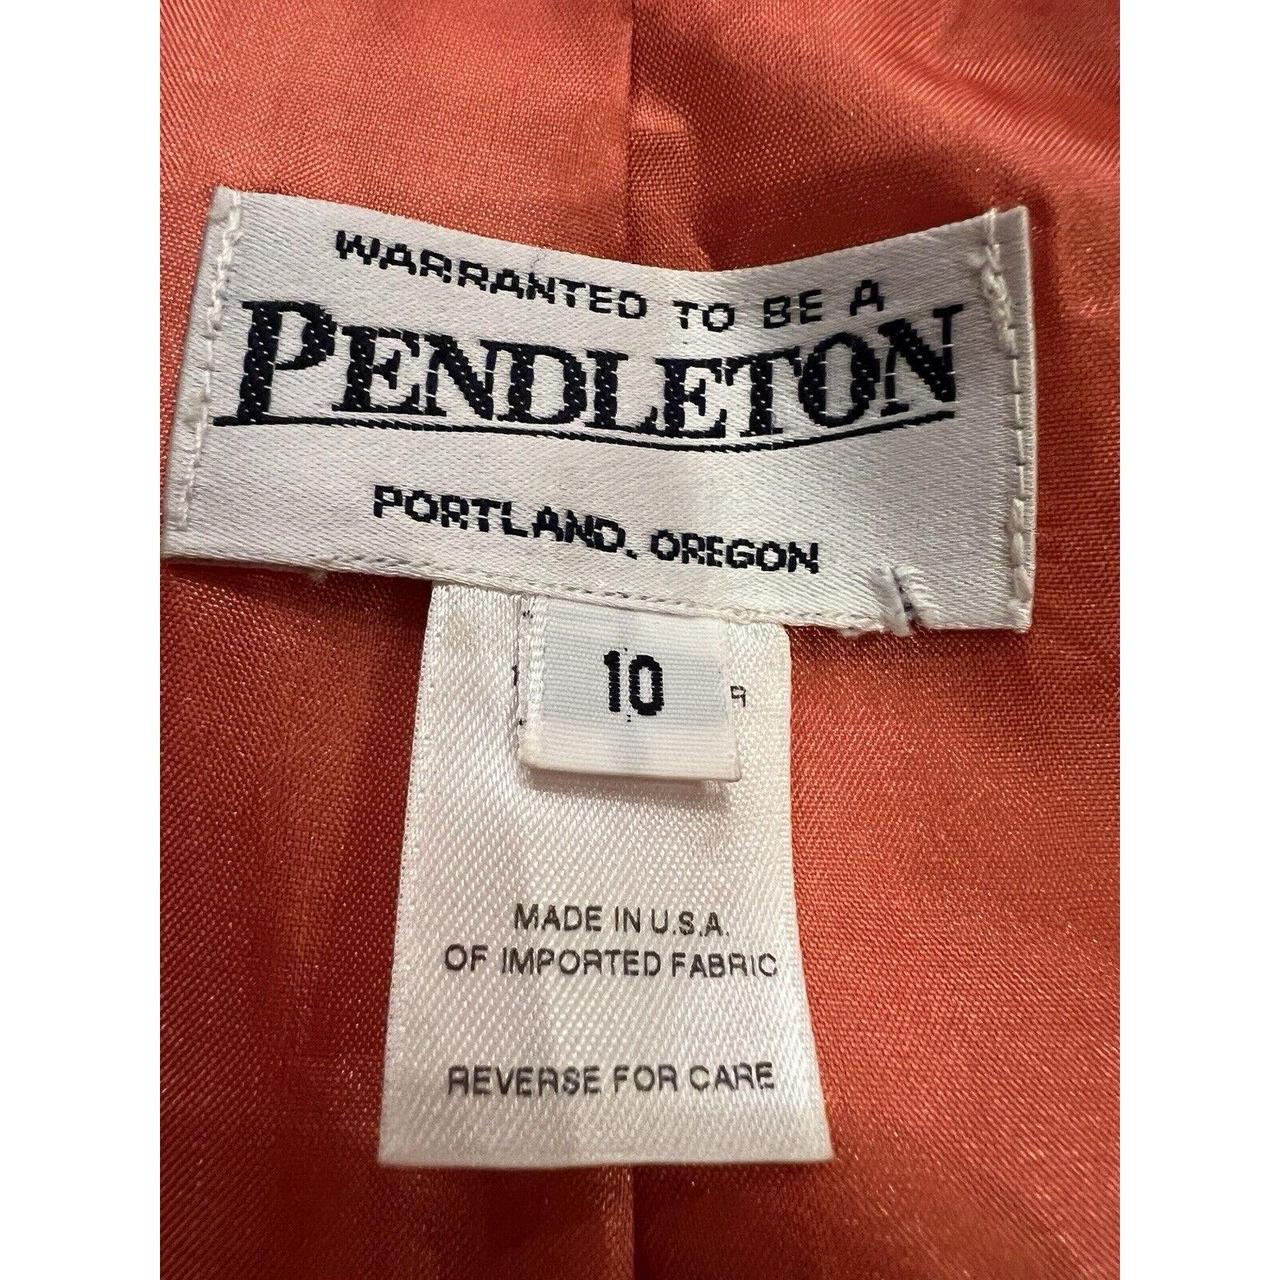 WARRANTED TO BE A
PENDLETON
PORTLAND, OREGON
10
MADE IN U.S.A.
OF IMPORTED FABRIC
REVERSE FOR CARE